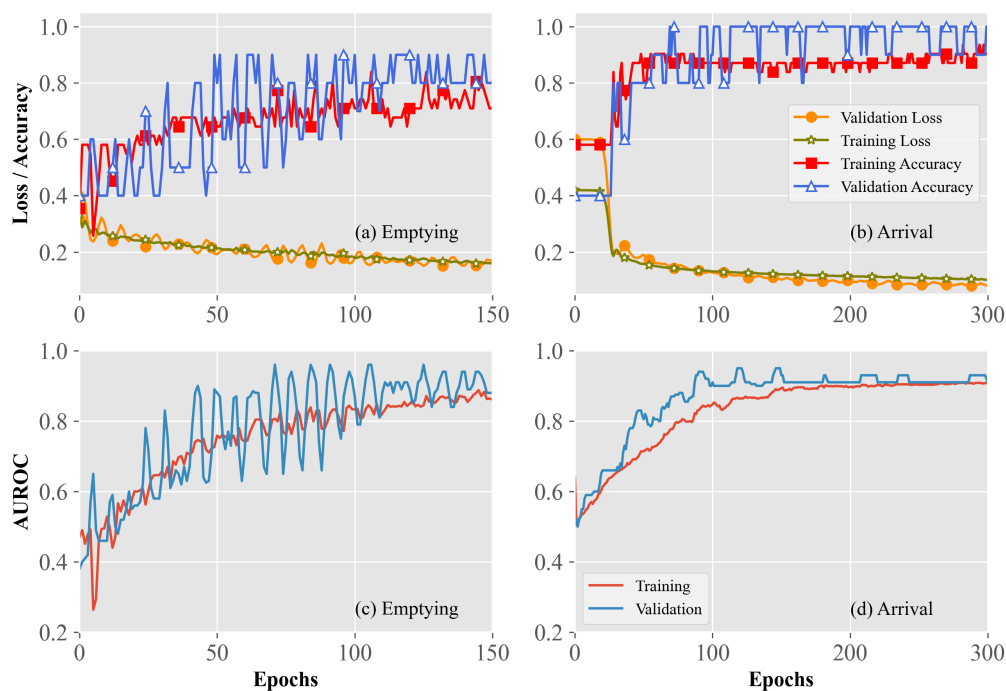 1.0
0.8
0.6
0.4
0.2
Loss / Accuracy
(a) Emptying
0
50
100
150
1.0
0.8
0.6
0.4
0.2
Validation Loss
Training Loss
Training Accuracy
Validation Accuracy
(b) Arrival
0
100
200
300
1.0
0.8
0.6
0.4
0.2
AUROC
(c) Emptying
0
50
100
150
Epochs
1.0
0.8
0.6
0.4
0.2
Training
Validation
(d) Arrival
0
100
200
300
Epochs